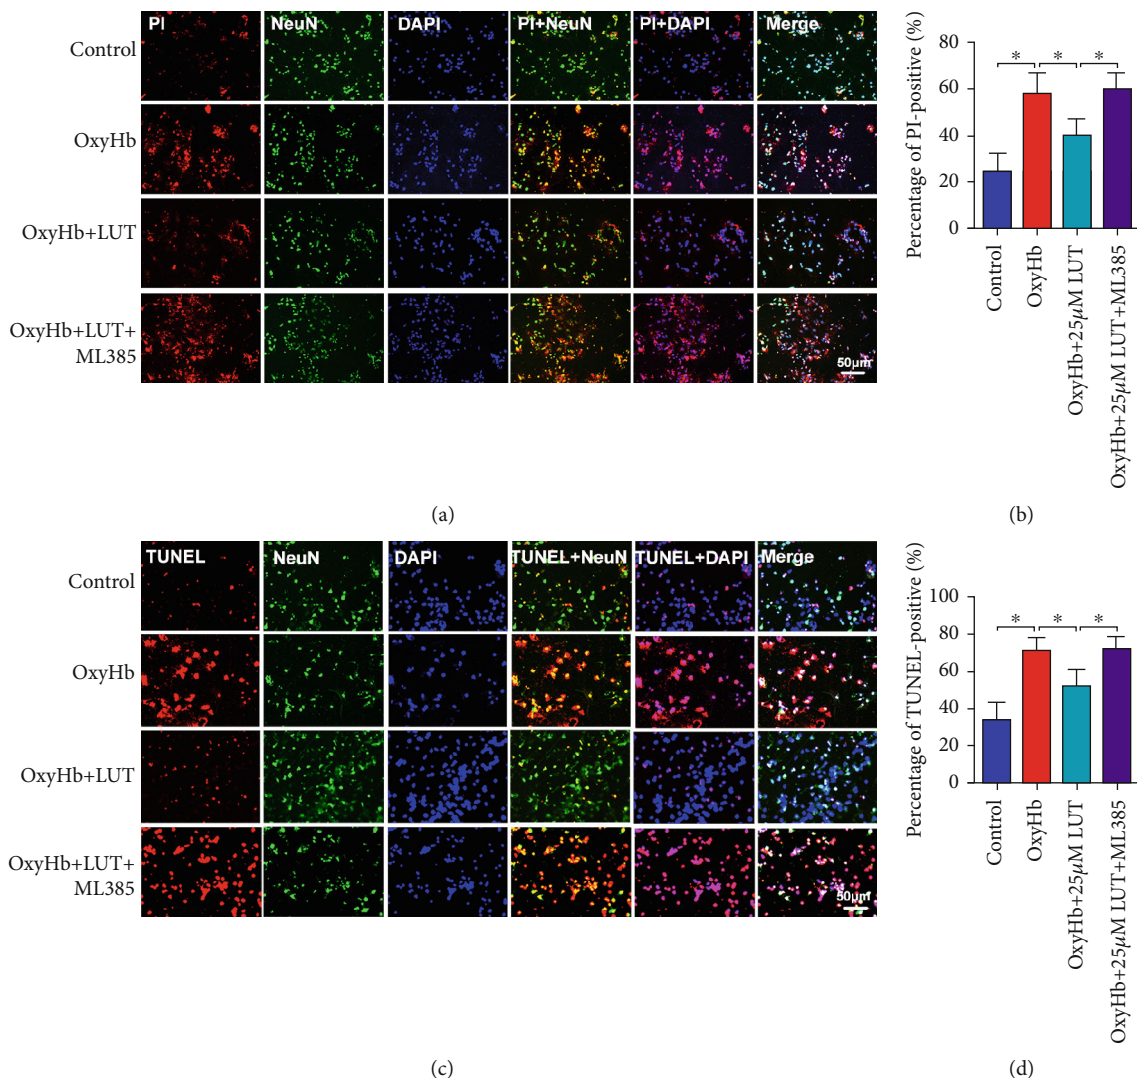 PI NeuN DAPI PI+NeuN PI+DAPI Merge
Control
OxyHb
OxyHb+LUT
OxyHb+LUT+
ML385
50μm
(a)
Percentage of PI-positive (%)
80
60
40
20
0
* * *
Control
OxyHb
OxyHb+25μM LUT
OxyHb+25μM LUT+ML385
(b)
TUNEL NeuN DAPI TUNEL+NeuN TUNEL+DAPI Merge
Control
OxyHb
OxyHb+LUT
OxyHb+LUT+
ML385
50μm
(c)
Percentage of TUNEL-positive (%)
100
80
60
40
20
0
* * *
Control
OxyHb
OxyHb+25μM LUT
OxyHb+25μM LUT+ML385
(d)